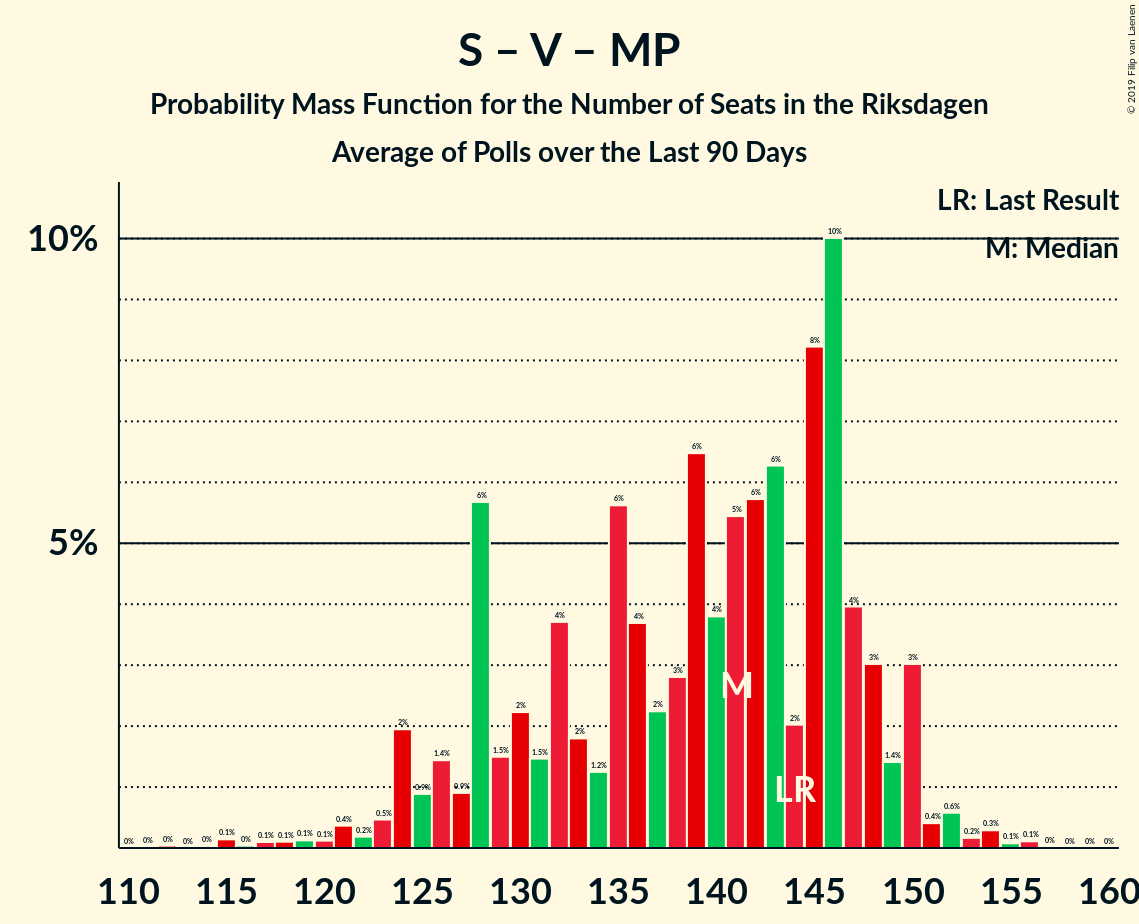 S – V – MP
Probability Mass Function for the Number of Seats in the Riksdagen
Average of Polls over the Last 90 Days
© 2019 Filip van Laenen
LR: Last Result
M: Median
10%
5%
0% 0% 0% 0% 0% 0.1% 0% 0.1% 0.1% 0.1% 0.1% 0.4% 0.2% 0.5% 2% 0.9% 1.4% 0.9% 6% 1.5% 2% 1.5% 4% 2% 1.2% 6% 4% 2% 3% 6% 4% 5% 6% 6% 2% 8% 10% 4% 3% 1.4% 3% 0.4% 0.6% 0.2% 0.3% 0.1% 0.1% 0% 0% 0% 0%
M
LR
110 115 120 125 130 135 140 145 150 155 160